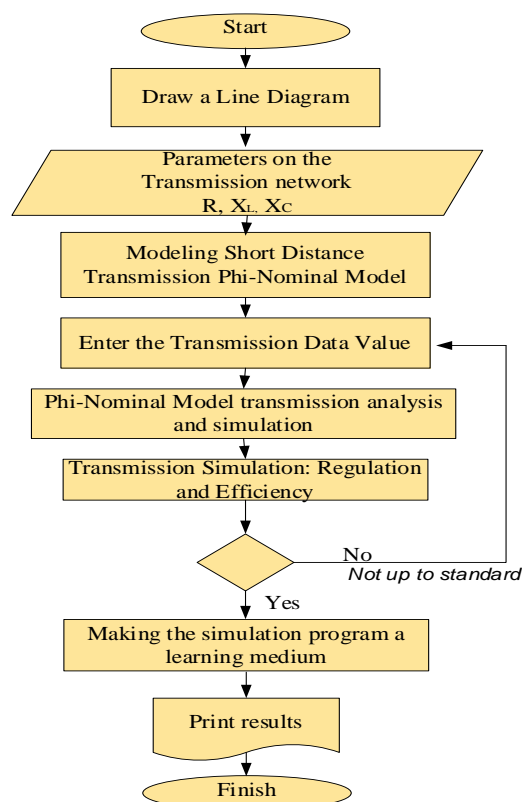 Start
Draw a Line Diagram
Parameters on the
Transmission network
R, XL, XC
Modeling Short Distance
Transmission Phi-Nominal Model
Enter the Transmission Data Value
Phi-Nominal Model transmission analysis
and simulation
Transmission Simulation: Regulation
and Efficiency
No
Not up to standard
Yes
Making the simulation program a
learning medium
Print results
Finish